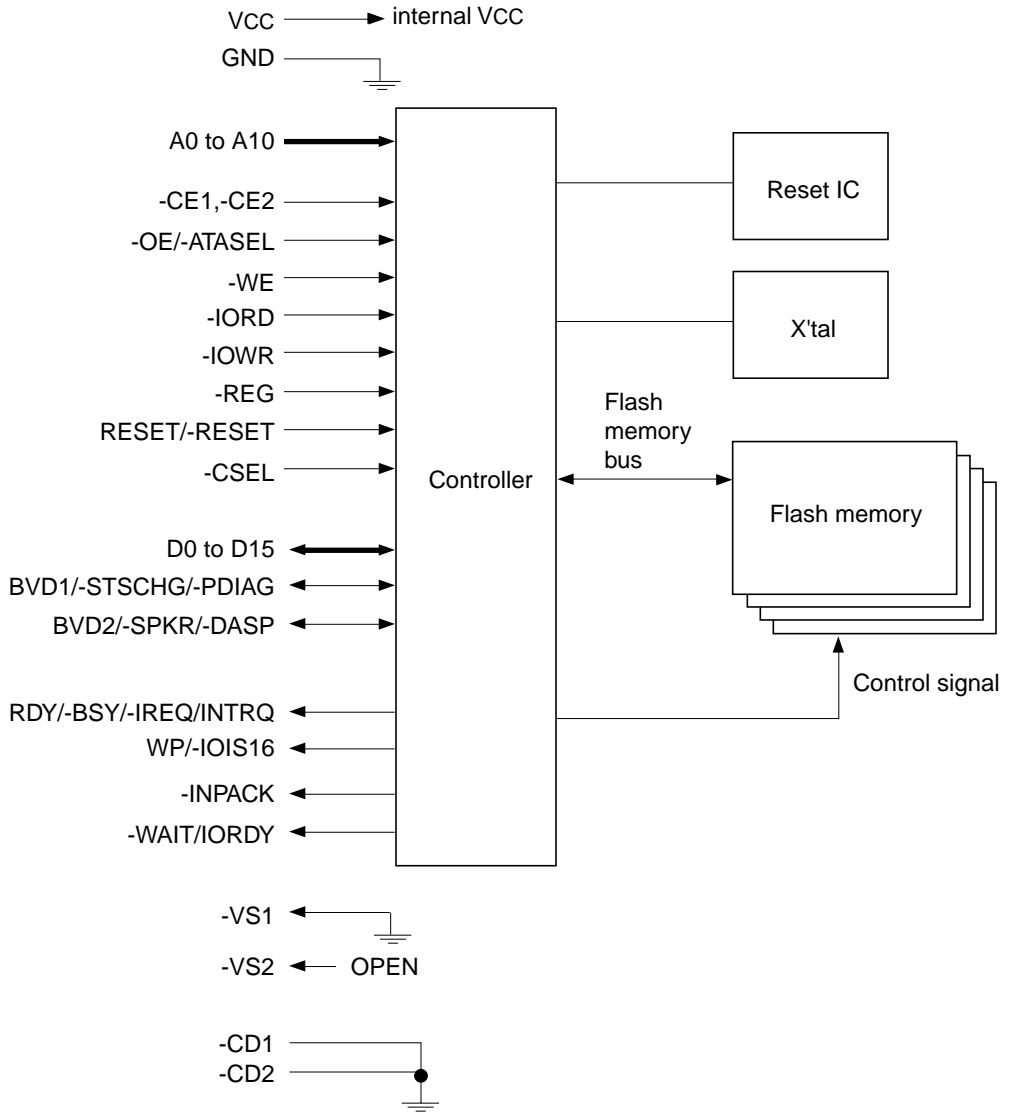 VCC
internal VCC
GND
A0 to A10
-CE1,-CE2
-OE/-ATASEL
-WE
-IORD
-IOWR
-REG
RESET/-RESET
-CSEL
D0 to D15
BVD1/-STSCHG/-PDIAG
BVD2/-SPKR/-DASP
RDY/-BSY/-IREQ/INTRQ
WP/-IOIS16
-INPACK
-WAIT/IORDY
-VS1
-VS2
OPEN
-CD1
-CD2
Controller
Reset IC
X'tal
Flash
memory
bus
Flash memory
Control signal